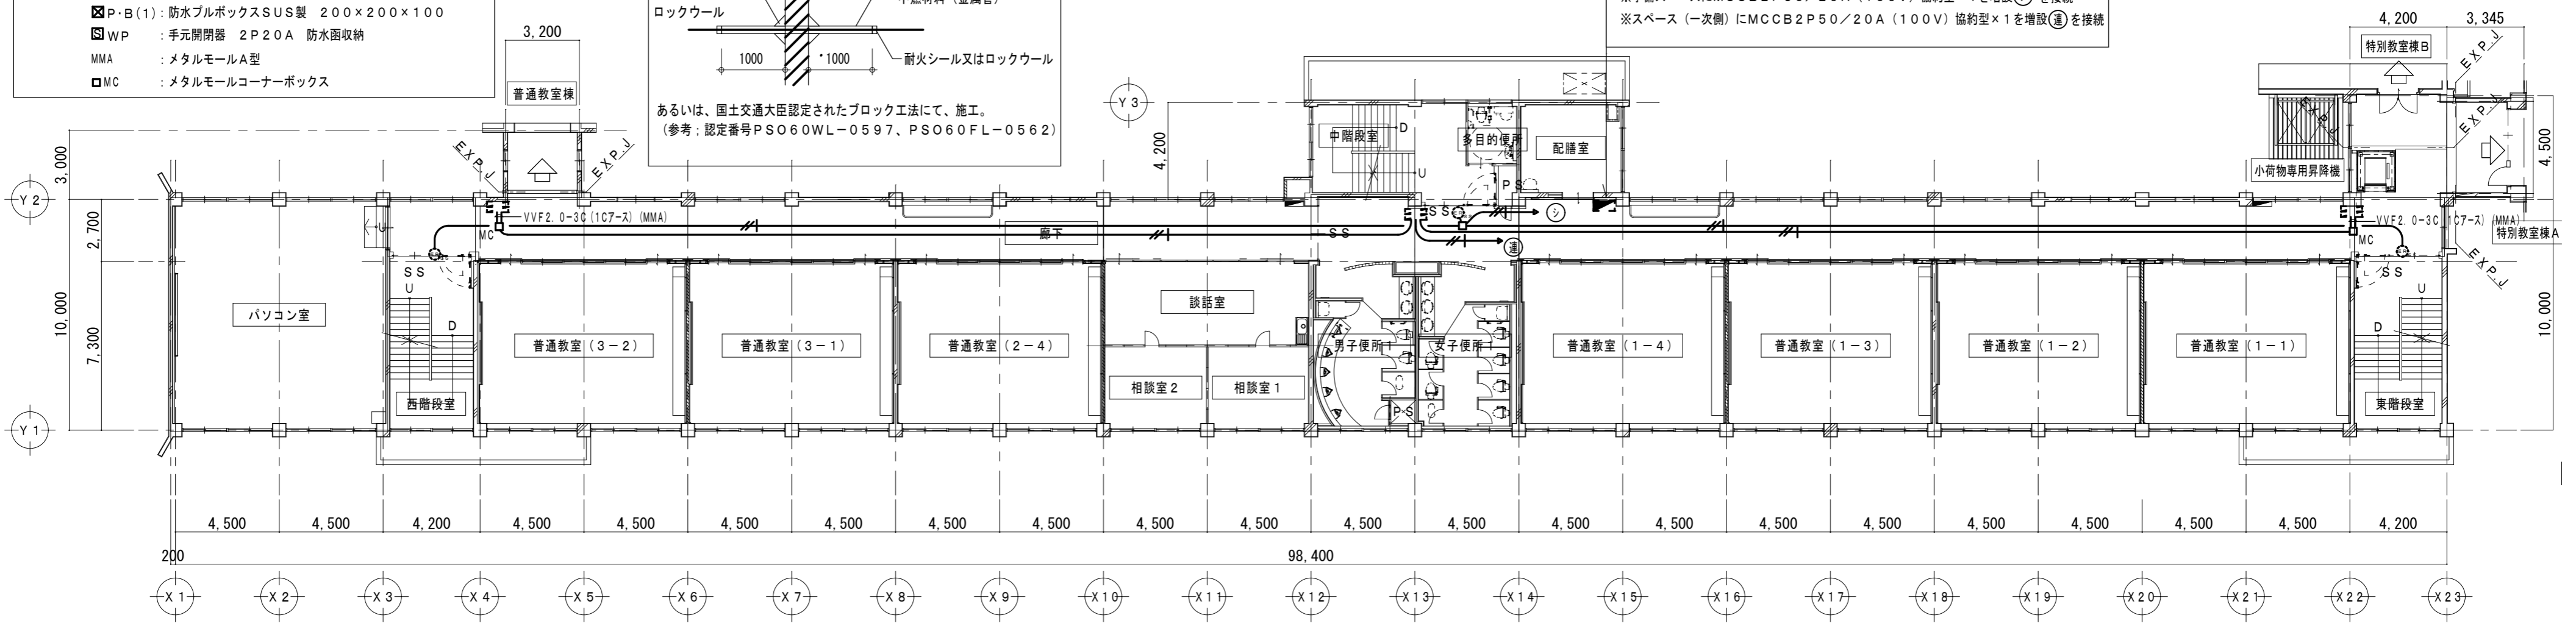 P・B(1)：防水プルボックスSUS製　200×200×100
S WP　：手元開閉器　2P20A　防水函収納
MMA　：メタルモールA型
MC　：メタルモールコーナーボックス
ロックウール
1000
*1000
耐火シール又はロックウール
あるいは、国土交通大臣認定されたブロック工法にて、施工。
（参考：認定番号PSO60WL-0597、PSO60FL-0562）
※スペース（一次側）にMCCB2P50／20A（100V）協約型×1を増設㊥連を接続
3,200
普通教室棟
EXP.J
EXP.J
Y3
4,200
中階段室
D
U
多目的便所
PS
配膳室
4,200
3,345
特別教室棟B
EXP.J
EXP.J
EXP.J
小荷物専用昇降機
4,500
3,000
Y2
2,700
10,000
7,300
Y1
VVF2.0-3C(1Cアース)(MMA)
MC
廊下
SS
SS
シ
連
VVF2.0-3C(1Cアース)(MMA)
MC
特別教室棟A
EXP.J
U
SS
U
D
SS
U
D
10,000
パソコン室
西階段室
普通教室（3-2）
普通教室（3-1）
普通教室（2-4）
談話室
相談室2
相談室1
男子便所1
女子便所1
PS
普通教室（1-4）
普通教室（1-3）
普通教室（1-2）
普通教室（1-1）
東階段室
4,500 4,500 4,200 4,500 4,500 4,500 4,500 4,500 4,500 4,500 4,500 4,500 4,500 4,500 4,500 4,500 4,500 4,500 4,500 4,500 4,500 4,200
200
98,400
X1 X2 X3 X4 X5 X6 X7 X8 X9 X10 X11 X12 X13 X14 X15 X16 X17 X18 X19 X20 X21 X22 X23